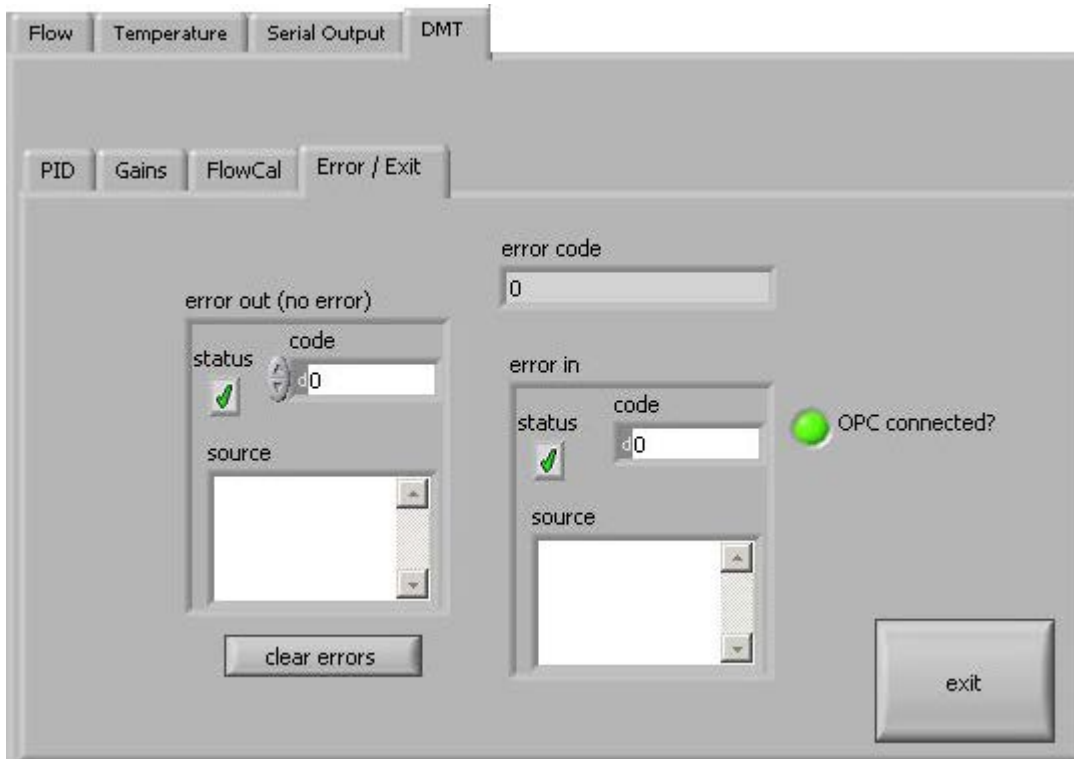 Flow Temperature Serial Output DMT
PID Gains FlowCal Error / Exit
error code
0
error out (no error)
code
status
d0
source
clear errors
error in
code
status
d0
source
OPC connected?
exit